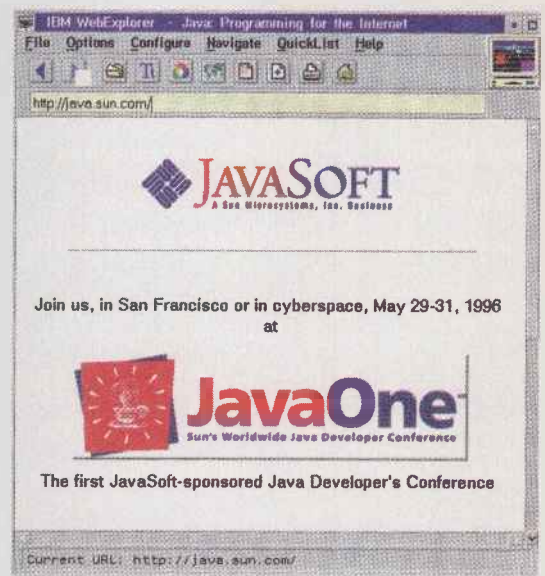 IBM WebExplorer - Java: Programming for the Internet
File Options Configure Navigate QuickList Help
http://java.sun.com/
JAVASOFT
A Sun Microsystems, Inc. Business
Join us, in San Francisco or in cyberspace, May 29-31, 1996
at
JavaOne
Sun's Worldwide Java Developer Conference
The first JavaSoft-sponsored Java Developer's Conference
Current URL: http://java.sun.com/